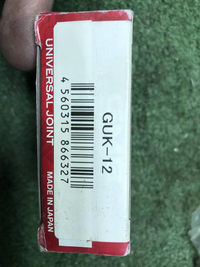 GUK-12
4 560315 866327
UNIVERSAL JOINT
MADE IN JAPAN